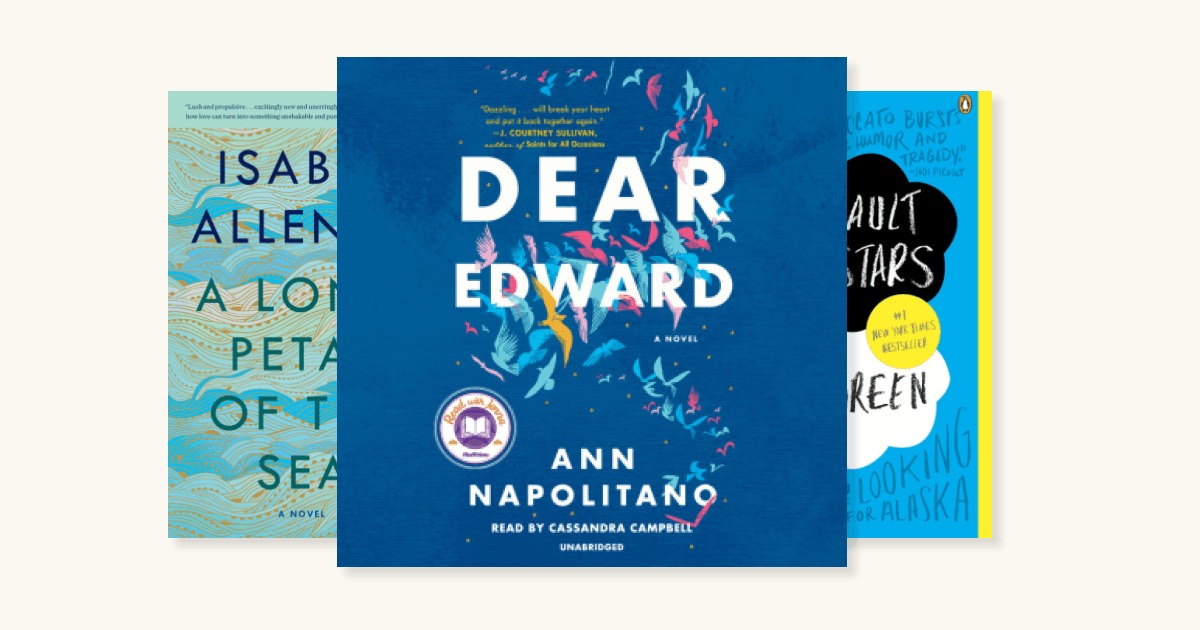 "Lush and propulsive. . . excitingly new and unerringly
how love can turn into something unshakable and pur
ISAB
ALLEN
A LON
PETA
OF T
SEA
A NOVEL
"Dazzling . . . will break your heart
and put it back together again."
—J. COURTNEY SULLIVAN,
author of Saints for All Occasions
DEAR
EDWARD
A NOVEL
Read with Jenna
ANN
NAPOLITANO
READ BY CASSANDRA CAMPBELL
UNABRIDGED
CCATO BURSTS
HUMOR AND
TRAGEDY."
-JODI PICOULT
AULT
STARS
#1
NEW YORK TIMES
BESTSELLER
REEN
LOOKING
FOR ALASKA